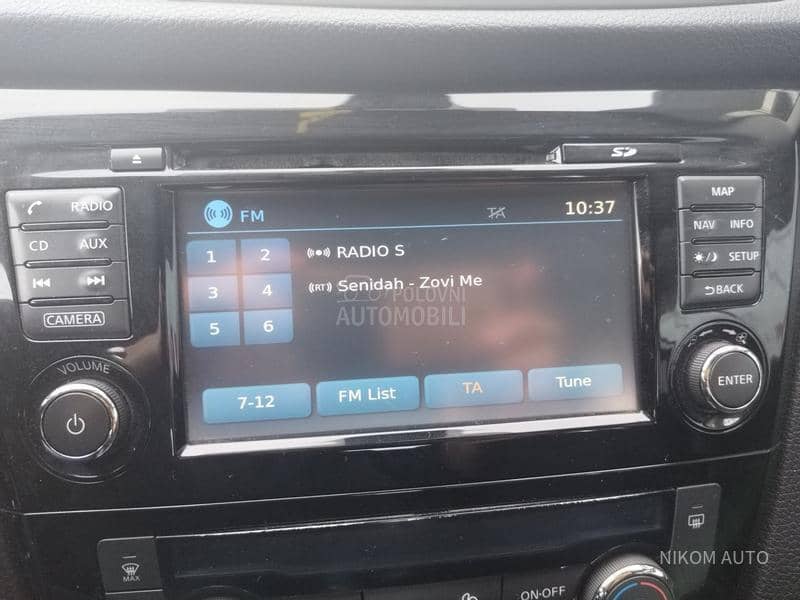 SD
RADIO
CD AUX
CAMERA
VOLUME
FM TA 10:37
1 2
3 4
5 6
RADIO S
(RT) Senidah - Zovi Me
POLOVNI
AUTOMOBILI
7-12 FM List TA Tune
MAP
NAV INFO
SETUP
BACK
ENTER
MAX
ON-OFF
NIKOM AUTO